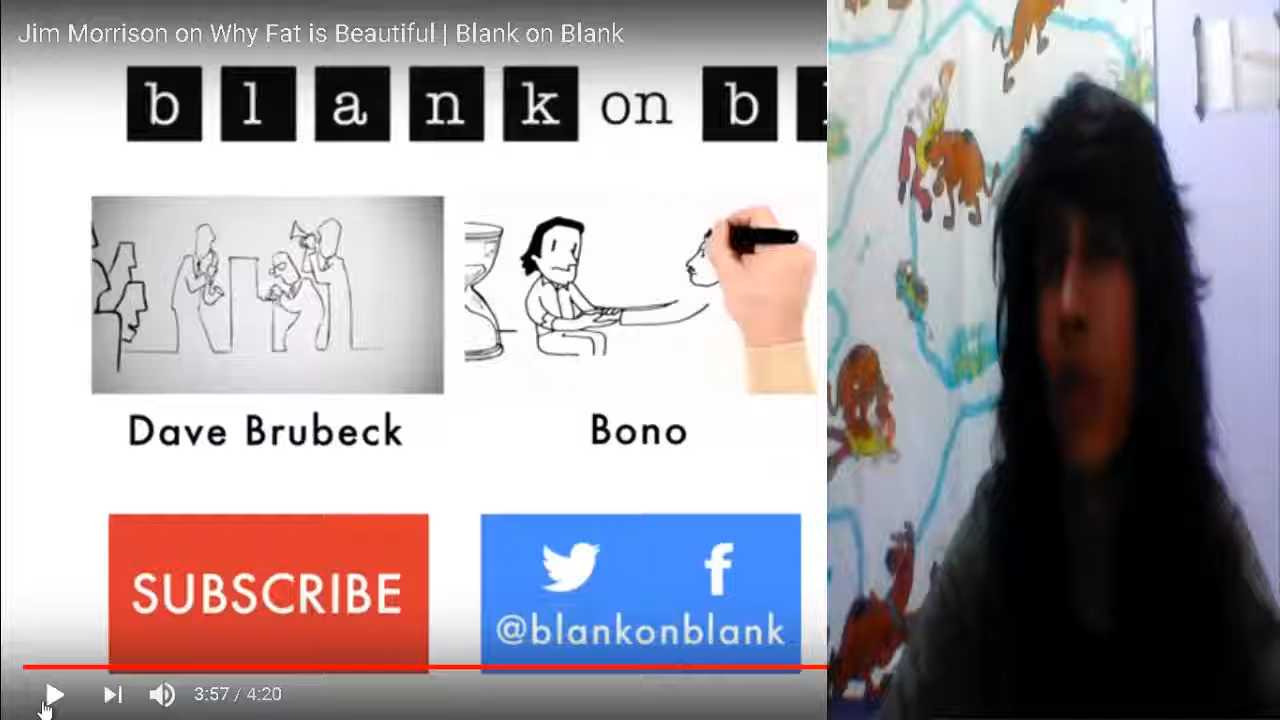 Jim Morrison on Why Fat is Beautiful | Blank on Blank
blank on b
Dave Brubeck
Bono
SUBSCRIBE
@blankonblank
3:57 / 4:20